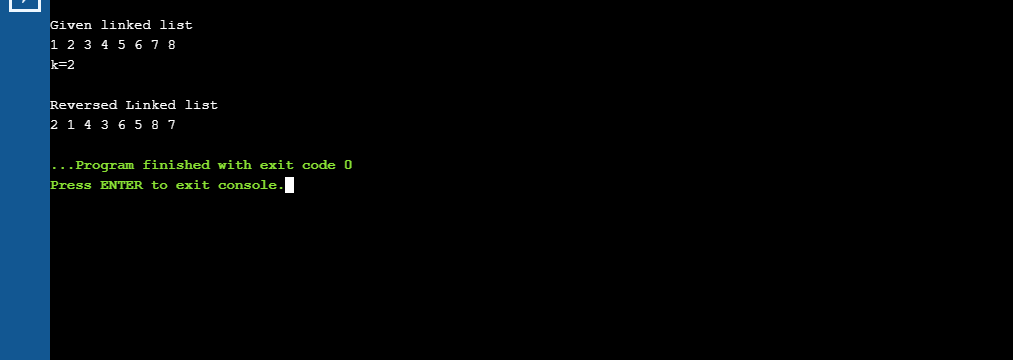 Given linked list
1 2 3 4 5 6 7 8
k=2
Reversed Linked list
2 1 4 3 6 5 8 7
...Program finished with exit code 0
Press ENTER to exit console.